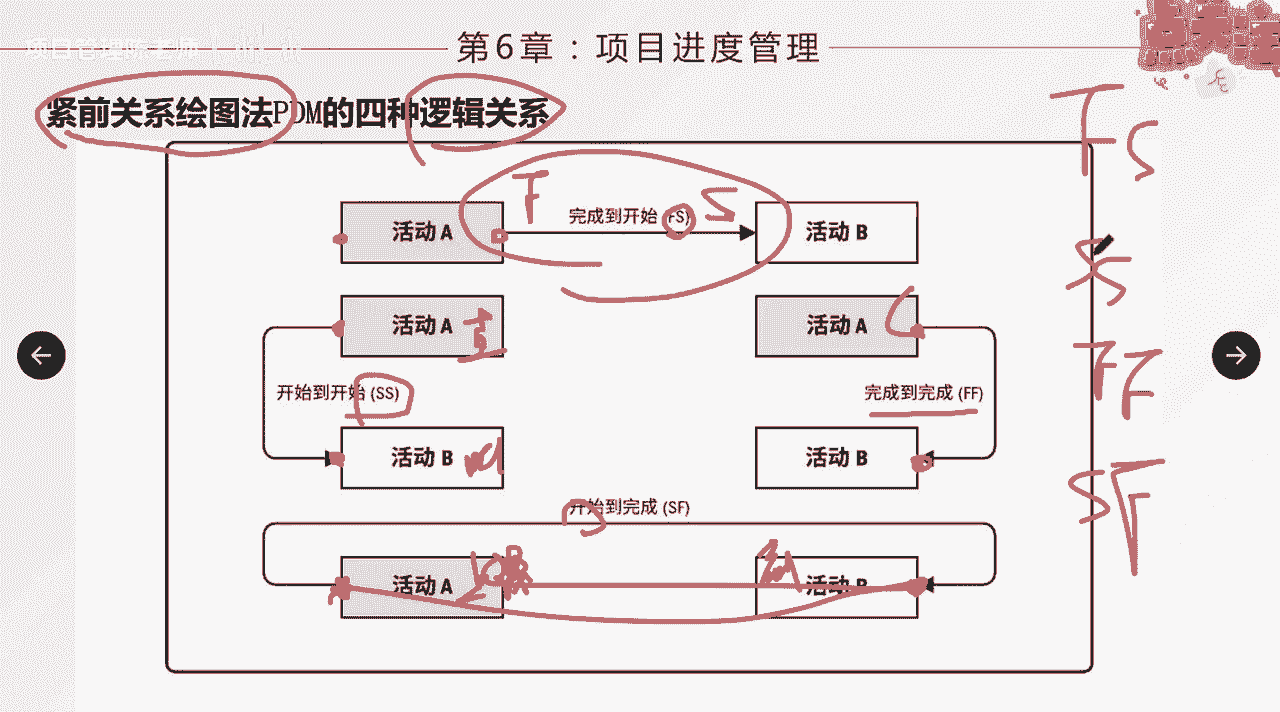 第6章：项目进度管理
紧前关系绘图法PDM的四种逻辑关系
FS
F
完成到开始 (FS)
S
活动 A
活动 B
活动 A
活动 A
开始到开始 (SS)
完成到完成 (FF)
FF
活动 B
活动 B
开始到完成 (SF)
SF
活动 A
活动 B